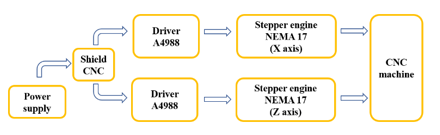 Driver
A4988
Stepper engine
NEMA 17
(X axis)
Shield
CNC
CNC
machine
Power
supply
Driver
A4988
Stepper engine
NEMA 17
(Z axis)